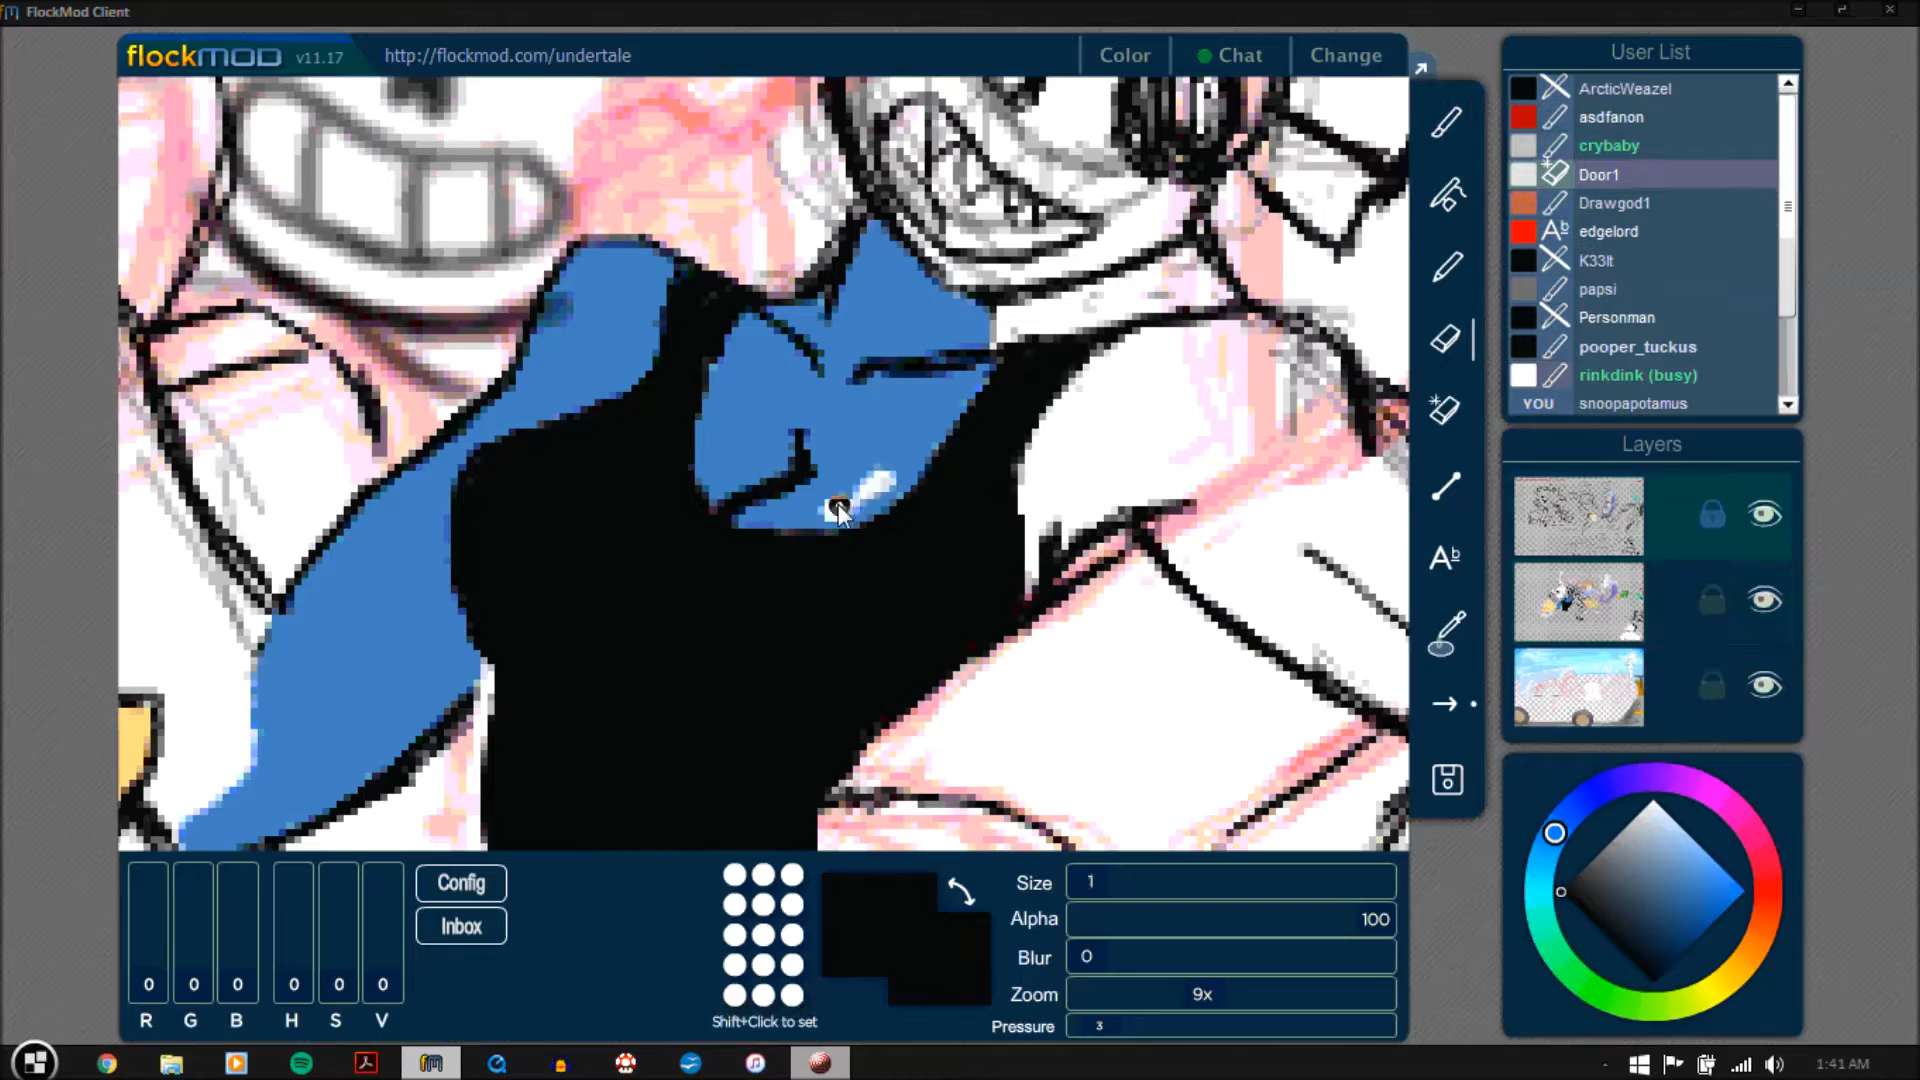 FlockMod Client
flockMOD v11.17 http://flockmod.com/undertale Color Chat Change
User List
ArcticWeazel
asdfanon
crybaby
Door1
Drawgod1
edgelord
K33lt
papsi
Personman
pooper_tuckus
rinkdink (busy)
YOU snoopapotamus
Layers
Ab
Config
Inbox
0 0 0 0 0 0
R G B H S V
Shift+Click to set
Size 1
Alpha 100
Blur 0
Zoom 9x
Pressure 3
1:41 AM